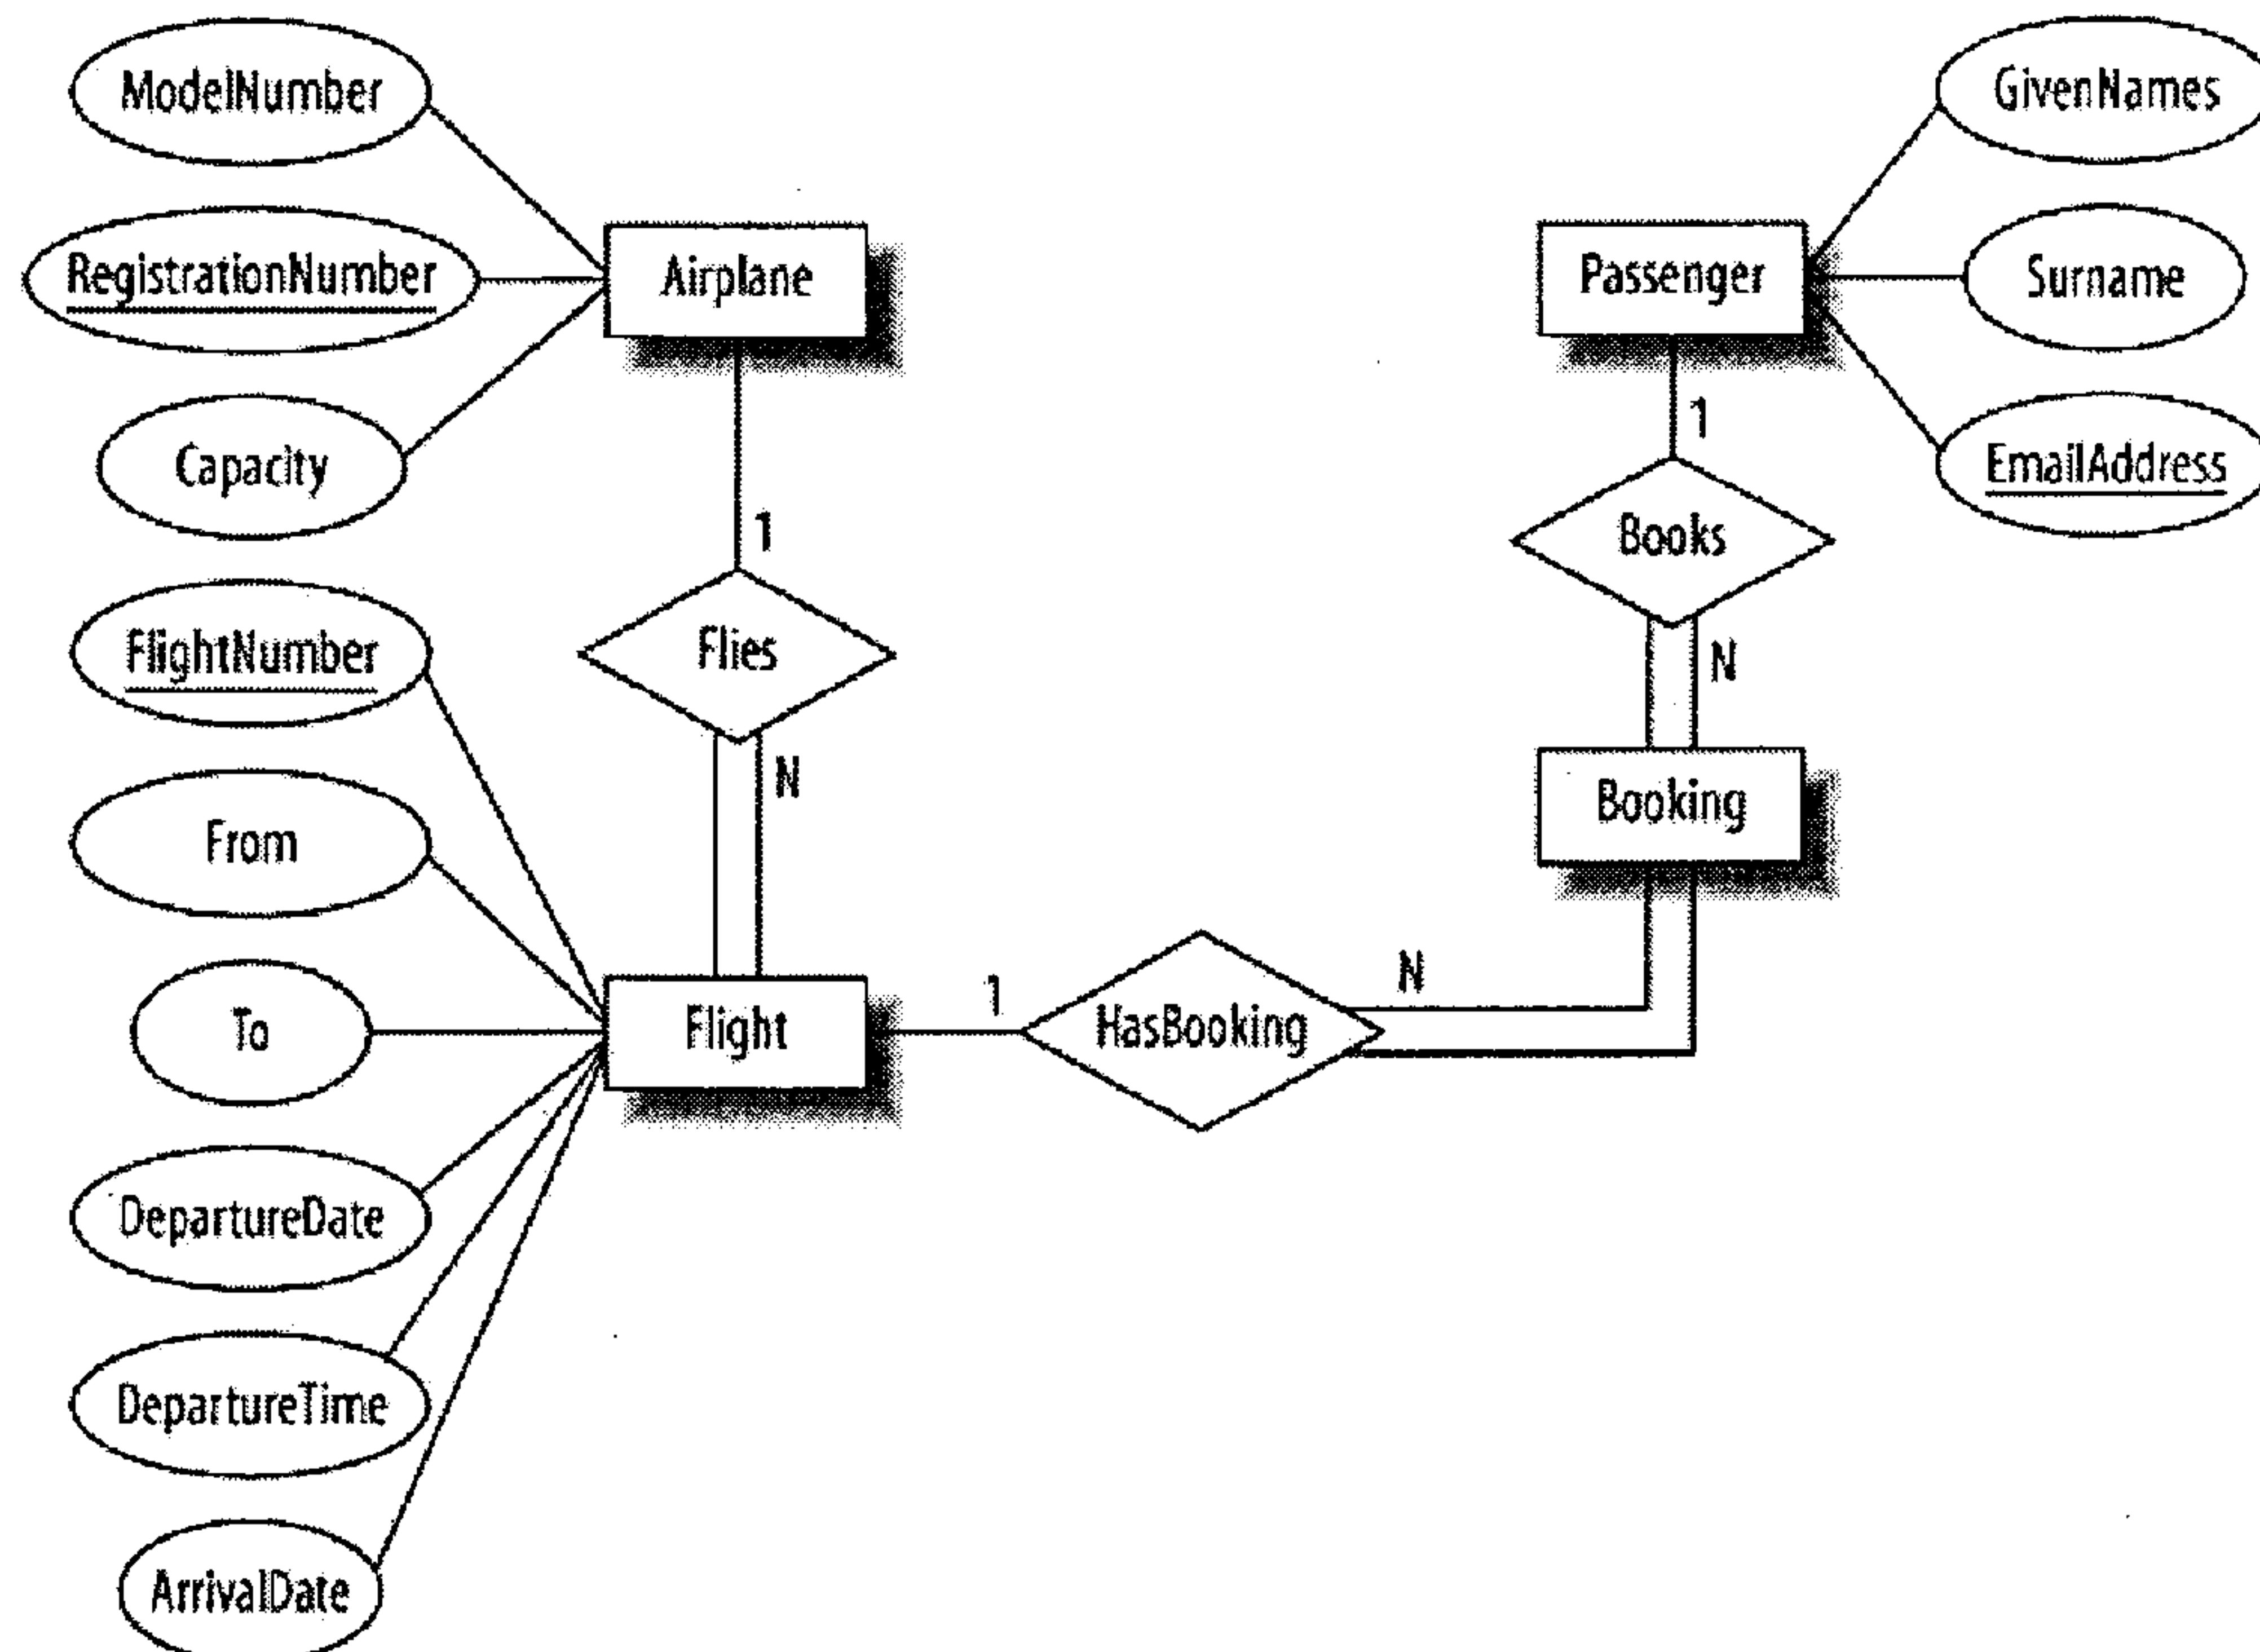 ModelNumber
RegistrationNumber
Capacity
Airplane
1
Flies
N
FlightNumber
From
To
DepartureDate
DepartureTime
ArrivalDate
Flight
1
HasBooking
N
GivenNames
Surname
EmailAddress
Passenger
1
Books
N
Booking